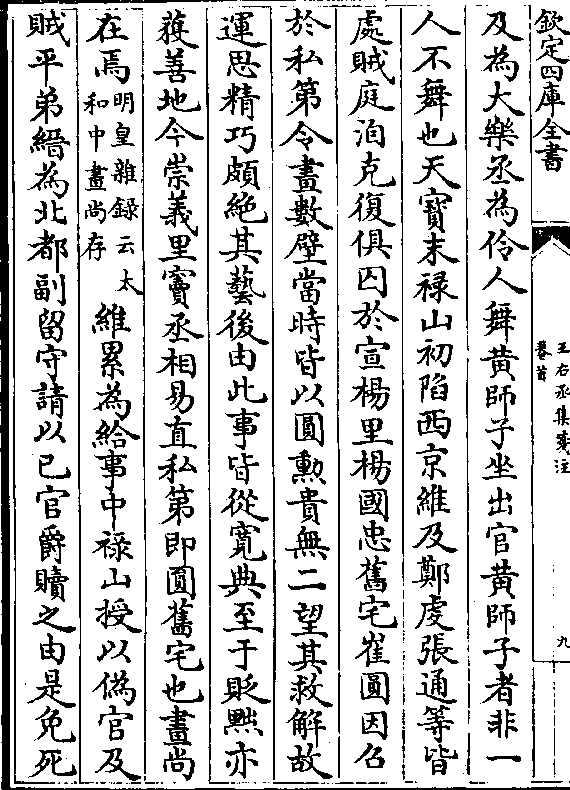 欽定四庫全書
王右丞集箋注
卷首
九
及為大樂丞為伶人舞黄師子坐出官黄師子者非一
人不舞也天寶末禄山初陷西京維及鄭虔張通等皆
處賊庭洎克復俱囚於宣楊里楊國忠舊宅崔圓因召
於私第令畫數壁當時皆以圓勲貴無二望其救解故
運思精巧頗絶其藝後由此事皆從寛典至于貶黜亦
獲善地今崇義里竇丞相易直私第即圓舊宅也畫尚
在焉明皇雜録云太
和中畫尚存
維累為給事中禄山授以偽官及
賊平弟縉為北都副留守請以已官爵贖之由是免死